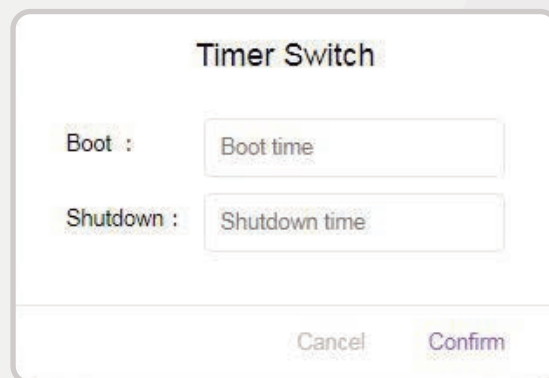 Timer Switch
Boot : Boot time
Shutdown : Shutdown time
Cancel Confirm